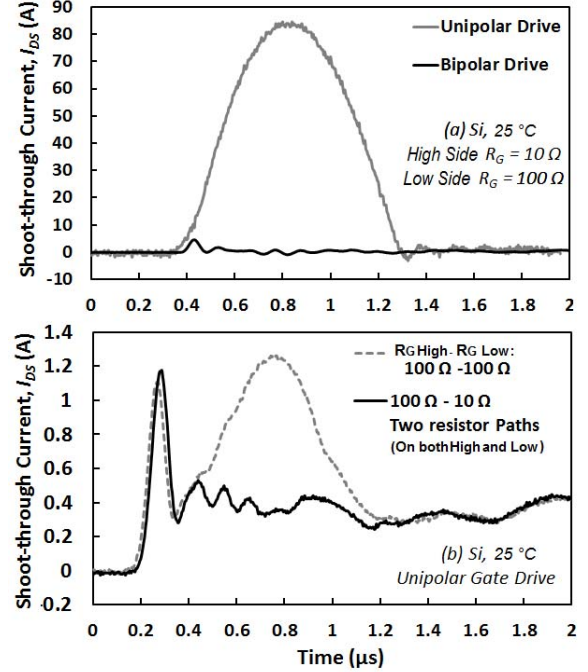 Shoot-through Current, IDS (A)
90
80
70
60
50
40
30
20
10
0
-10
Unipolar Drive
Bipolar Drive
(a) Si, 25 °C
High Side RG = 10 Ω
Low Side RG = 100 Ω
0 0.2 0.4 0.6 0.8 1 1.2 1.4 1.6 1.8 2
Shoot-through Current, IDS (A)
1.4
1.2
1
0.8
0.6
0.4
0.2
0
-0.2
RG High - RG Low:
100 Ω -100 Ω
100 Ω - 10 Ω
Two resistor Paths
(On both High and Low)
(b) Si, 25 °C
Unipolar Gate Drive
0 0.2 0.4 0.6 0.8 1 1.2 1.4 1.6 1.8 2
Time (µs)